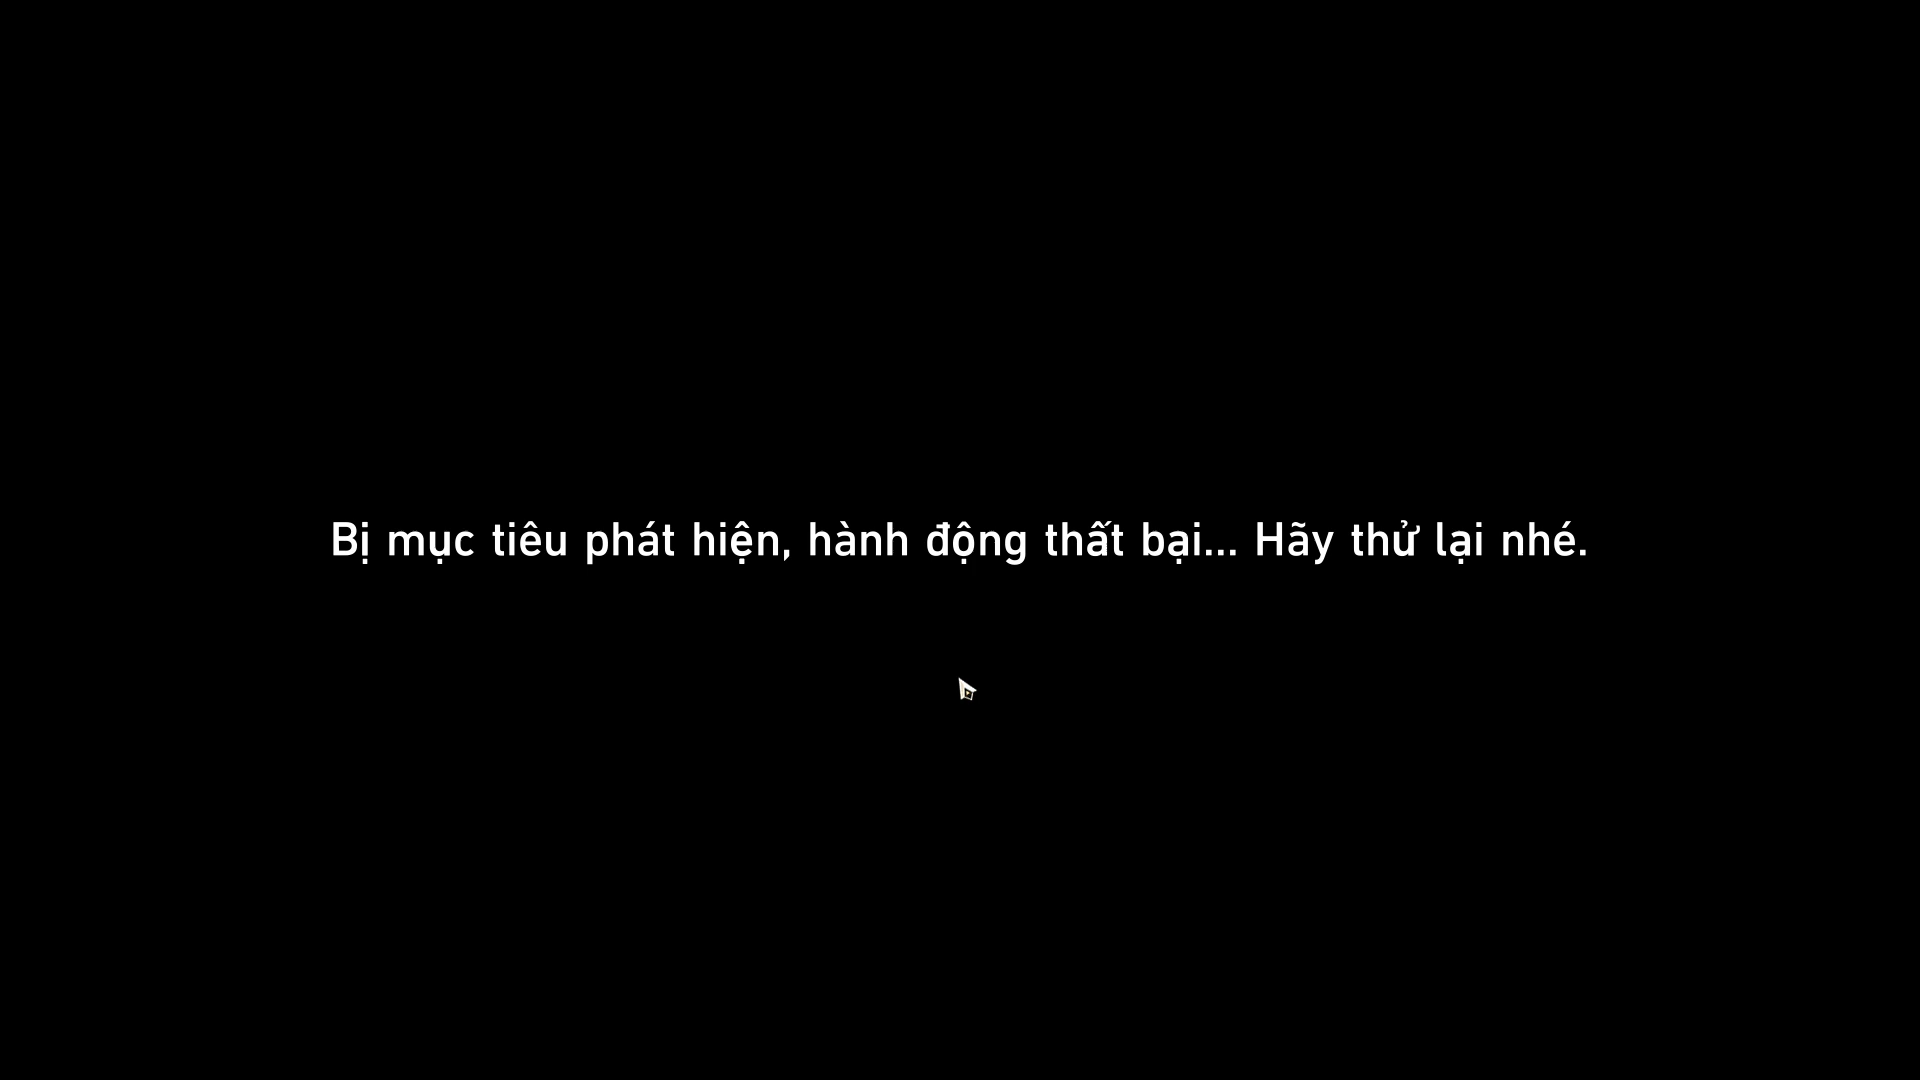 Bị mục tiêu phát hiện, hành động thất bại... Hãy thử lại nhé.